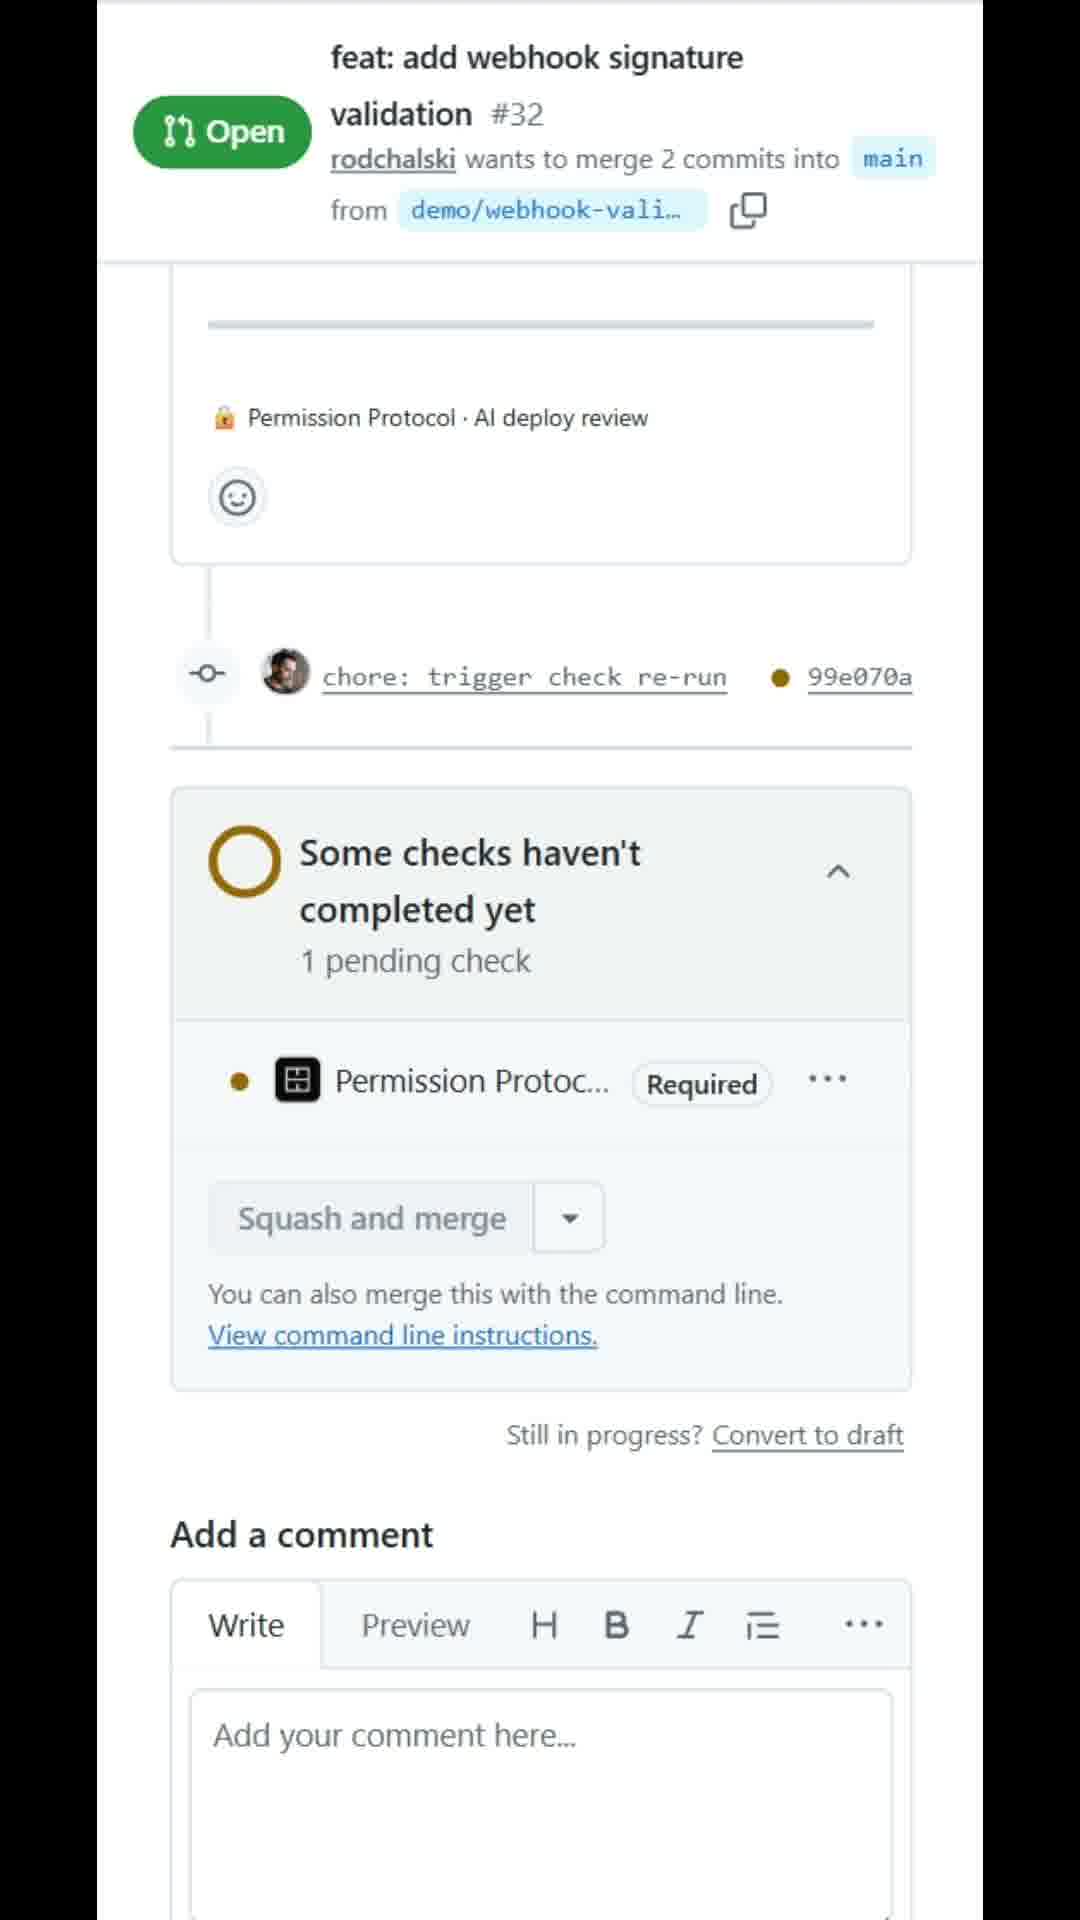 feat: add webhook signature
validation #32
Open
rodchalski wants to merge 2 commits into main
from demo/webhook-vali...
Permission Protocol · AI deploy review
chore: trigger check re-run 99e070a
Some checks haven't
completed yet
1 pending check
Permission Protoc... Required
Squash and merge
You can also merge this with the command line.
View command line instructions.
Still in progress? Convert to draft
Add a comment
Write Preview H B I
Add your comment here...